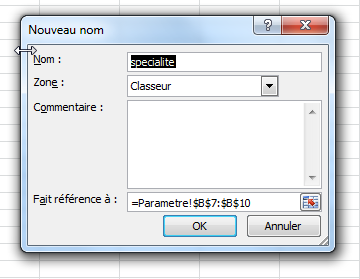 Nouveau nom
Nom : specialite
Zone : Classeur
Commentaire :
Fait référence à : =Parametre!$B$7:$B$10
OK Annuler